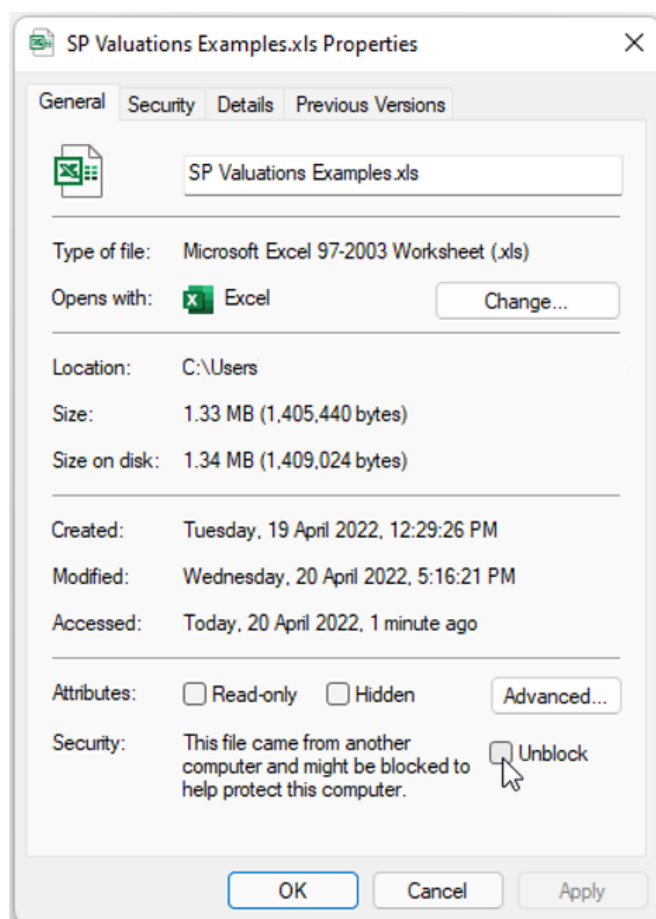 SP Valuations Examples.xls Properties
General Security Details Previous Versions
SP Valuations Examples.xls
Type of file: Microsoft Excel 97-2003 Worksheet (.xls)
Opens with: Excel Change...
Location: C:\Users
Size: 1.33 MB (1,405,440 bytes)
Size on disk: 1.34 MB (1,409,024 bytes)
Created: Tuesday, 19 April 2022, 12:29:26 PM
Modified: Wednesday, 20 April 2022, 5:16:21 PM
Accessed: Today, 20 April 2022, 1 minute ago
Attributes: Read-only Hidden Advanced...
Security: This file came from another
computer and might be blocked to
help protect this computer.
Unblock
OK Cancel Apply